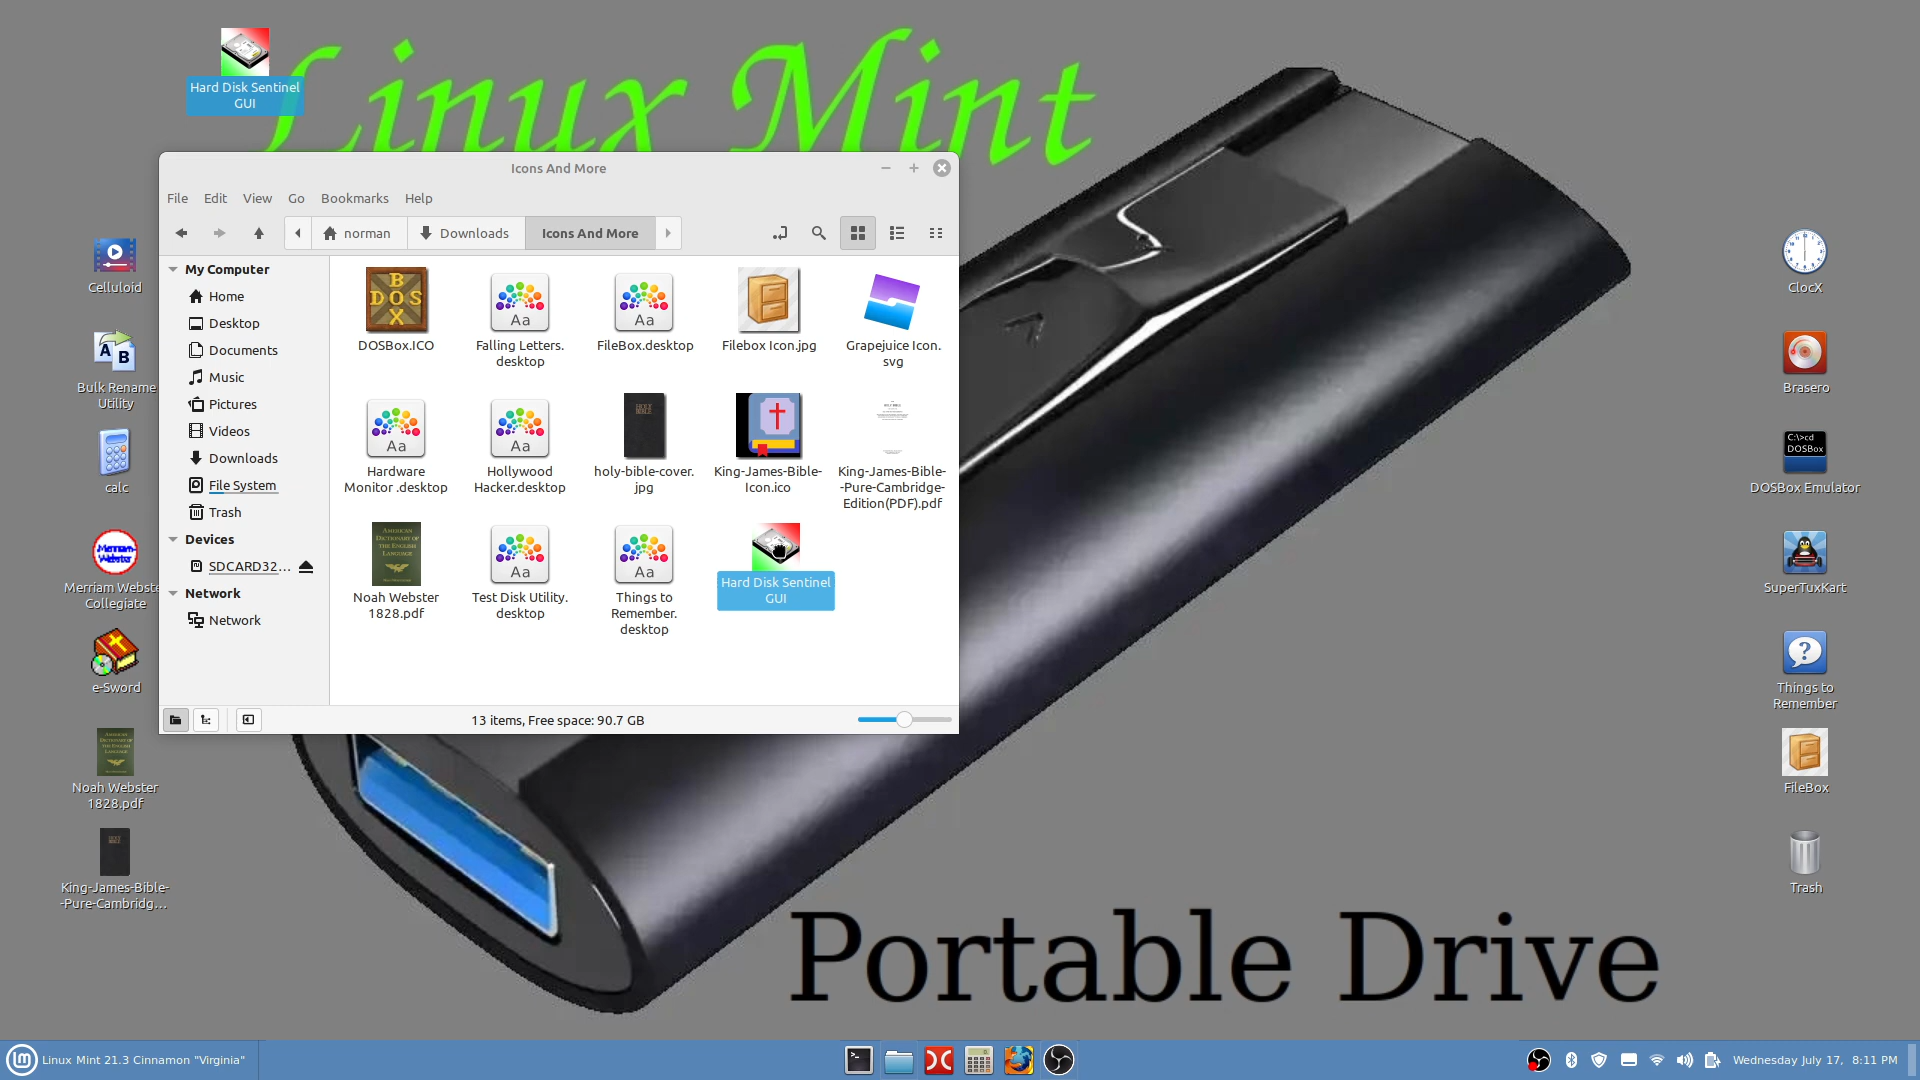 Linux Mint
Hard Disk Sentinel
GUI
Icons And More
File Edit View Go Bookmarks Help
norman Downloads Icons And More
My Computer
Home
Desktop
Documents
Music
Pictures
Videos
Downloads
File System
Trash
Devices
SDCARD32...
Network
Network
DOSBox.ICO
Falling Letters.
desktop
FileBox.desktop
Filebox Icon.jpg
Grapejuice Icon.
svg
Hardware
Monitor .desktop
Hollywood
Hacker.desktop
holy-bible-cover.
jpg
King-James-Bible-
Icon.ico
King-James-Bible-
-Pure-Cambridge-
Edition(PDF).pdf
Noah Webster
1828.pdf
Test Disk Utility.
desktop
Things to
Remember.
desktop
Hard Disk Sentinel
GUI
13 items, Free space: 90.7 GB
Celluloid
Bulk Rename
Utility
calc
Merriam Webste
Collegiate
e-Sword
Noah Webster
1828.pdf
King-James-Bible-
-Pure-Cambridg...
ClocX
Brasero
C:\>cd
DOSBox
DOSBox Emulator
SuperTuxKart
Things to
Remember
FileBox
Trash
Portable Drive
Linux Mint 21.3 Cinnamon "Virginia"
Wednesday July 17, 8:11 PM